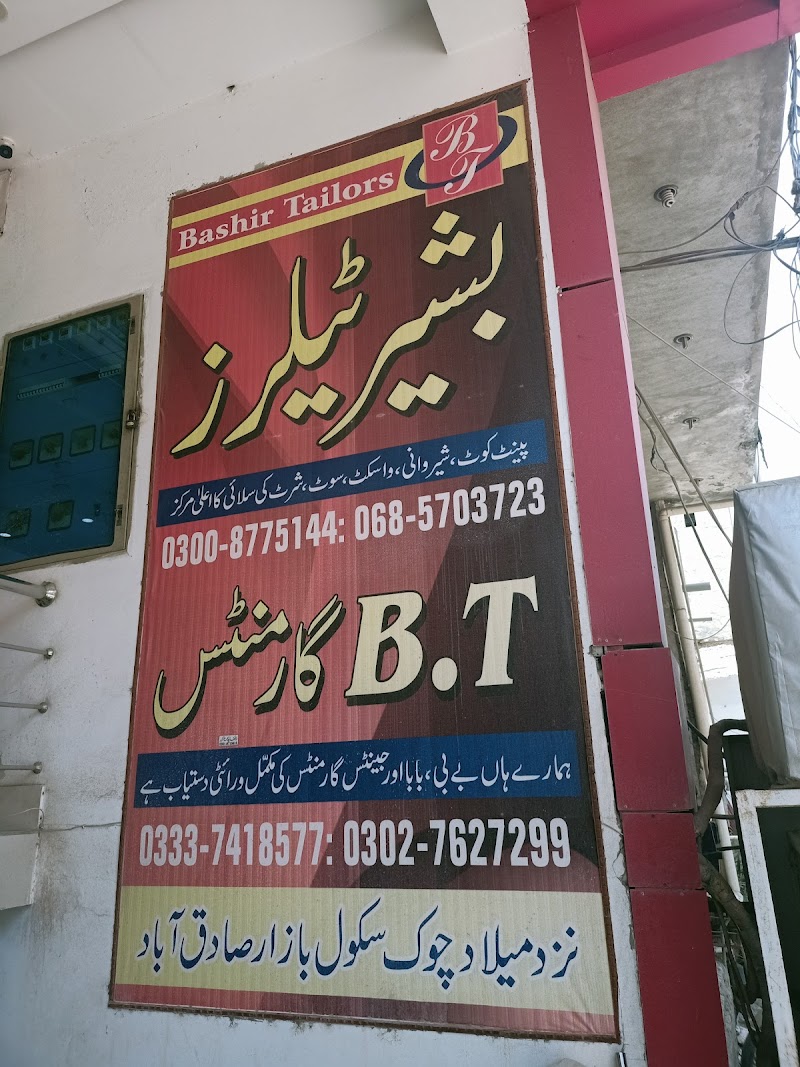 BT
Bashir Tailors
بشیر ٹیلرز
پینٹ کوٹ، شیروانی، واسکٹ، سوٹ، شرٹ کی سلائی کا اعلیٰ مرکز
0300-8775144: 068-5703723
B.T گارمنٹس
ہمارے ہاں بے بی، بابا اور جینٹس گارمنٹس کی مکمّل ورائٹی دستیاب ہے
0333-7418577: 0302-7627299
نزد میلاد چوک سکول بازار صادق آباد